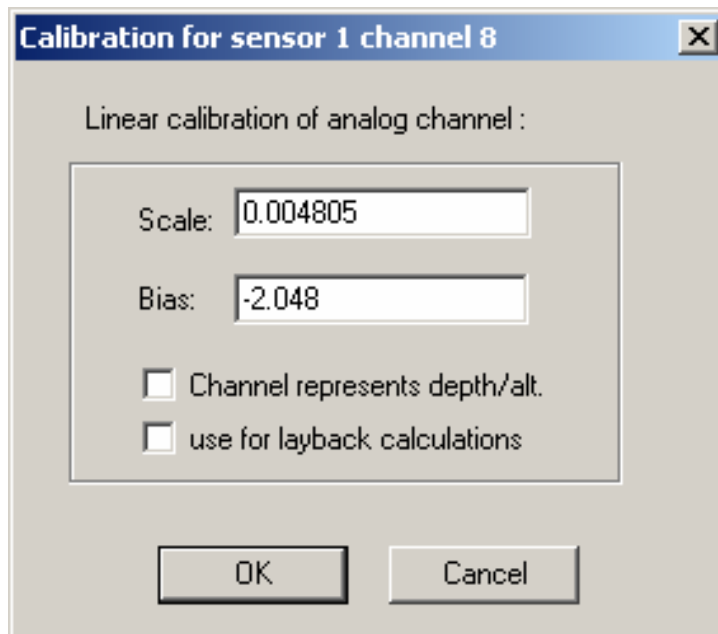 Calibration for sensor 1 channel 8
Linear calibration of analog channel :
Scale: 0.004805
Bias: -2.048
Channel represents depth/alt.
use for layback calculations
OK Cancel